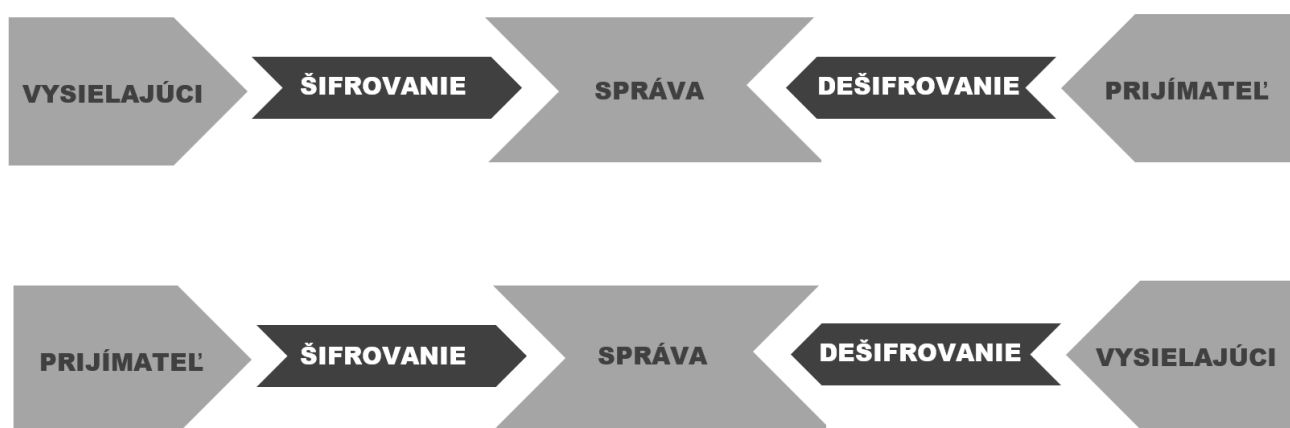 VYSIELAJÚCI
ŠIFROVANIE
SPRÁVA
DEŠIFROVANIE
PRIJÍMATEĽ
PRIJÍMATEĽ
ŠIFROVANIE
SPRÁVA
DEŠIFROVANIE
VYSIELAJÚCI